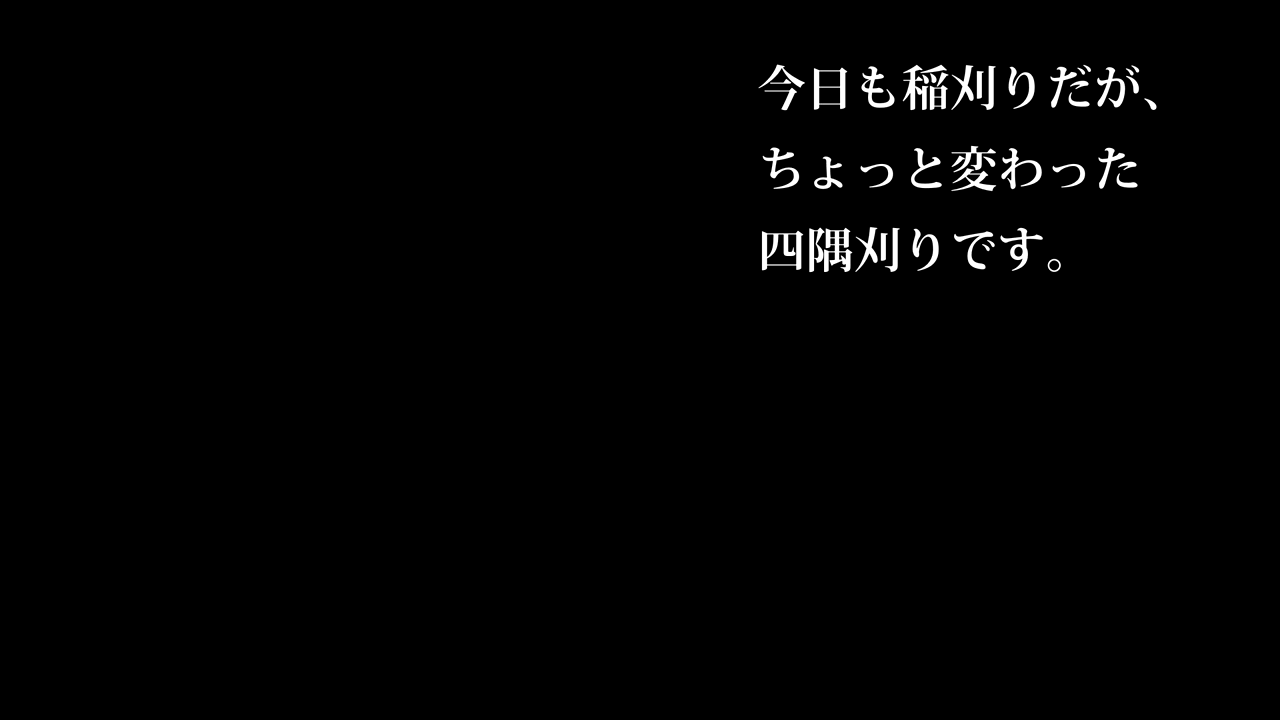 今日も稲刈りだが、
ちょっと変わった
四隅刈りです。